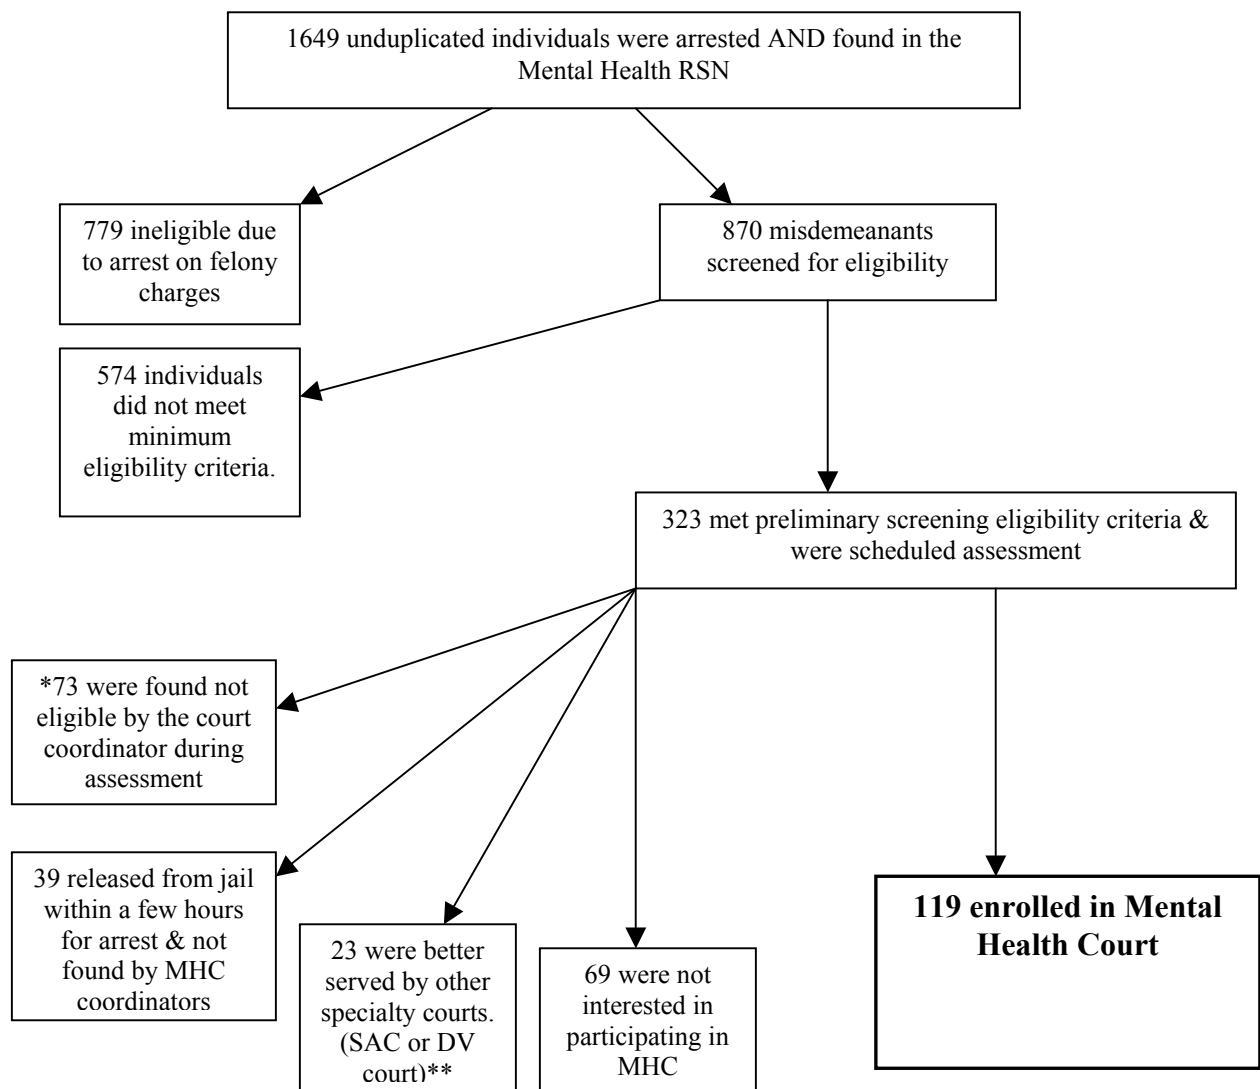 1649 unduplicated individuals were arrested AND found in the
Mental Health RSN
779 ineligible due
to arrest on felony
charges
870 misdemeanants
screened for eligibility
574 individuals
did not meet
minimum
eligibility criteria.
323 met preliminary screening eligibility criteria &
were scheduled assessment
*73 were found not
eligible by the court
coordinator during
assessment
39 released from jail
within a few hours
for arrest & not
found by MHC
coordinators
23 were better
served by other
specialty courts.
(SAC or DV
court)**
69 were not
interested in
participating in
MHC
119 enrolled in Mental
Health Court